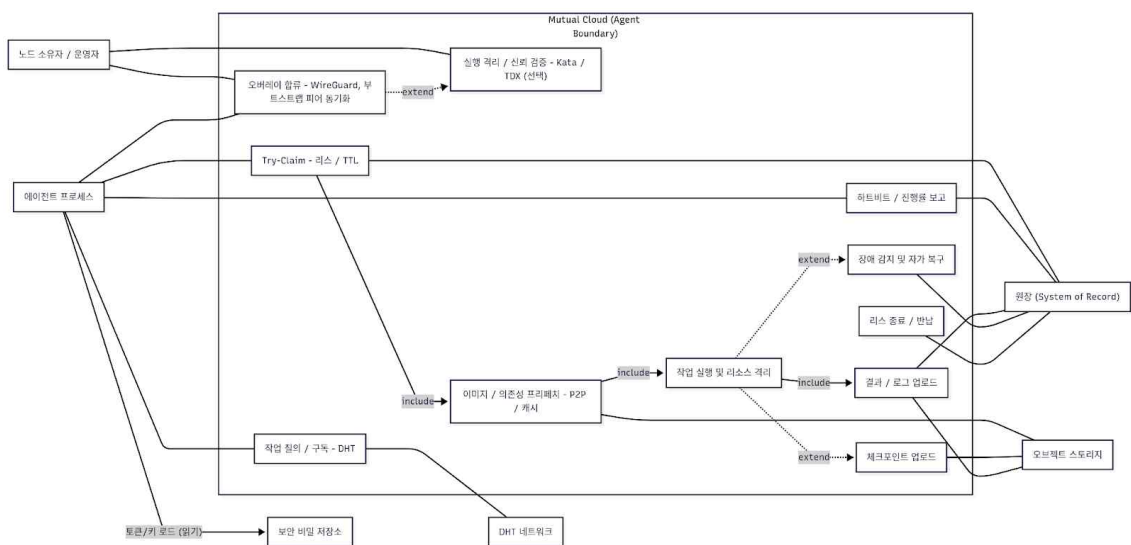 Mutual Cloud (Agent
Boundary)
노드 소유자 / 운영자
실행 격리 / 신뢰 검증 - Kata /
TDX (선택)
오버레이 합류 - WireGuard, 부
트스트랩 피어 동기화
extend
Try-Claim - 리스 / TTL
에이전트 프로세스
하트비트 / 진행률 보고
extend
장애 감지 및 자가 복구
원장 (System of Record)
리스 종료 / 반납
include
작업 실행 및 리소스 격리
include
결과 / 로그 업로드
include
이미지 / 의존성 프리페치 - P2P
/ 캐시
작업 질의 / 구독 - DHT
extend
체크포인트 업로드
오브젝트 스토리지
토큰/키 로드 (읽기)
보안 비밀 저장소
DHT 네트워크